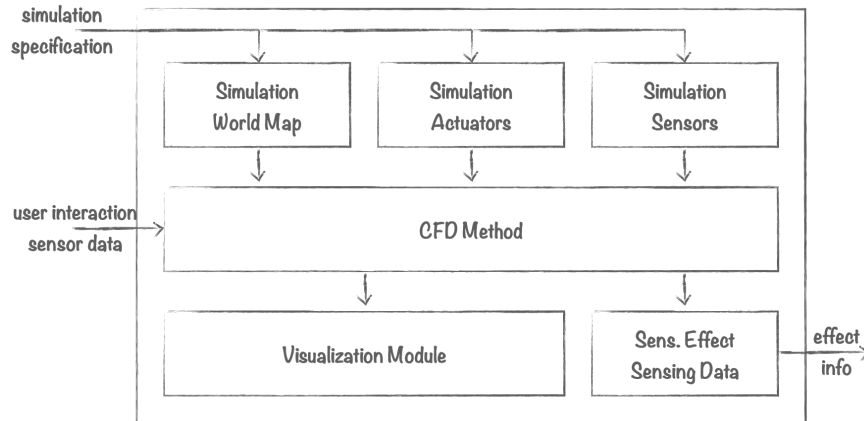 simulation
specification
Simulation
World Map
Simulation
Actuators
Simulation
Sensors
user interaction
sensor data
CFD Method
Visualization Module
Sens. Effect
Sensing Data
effect
info